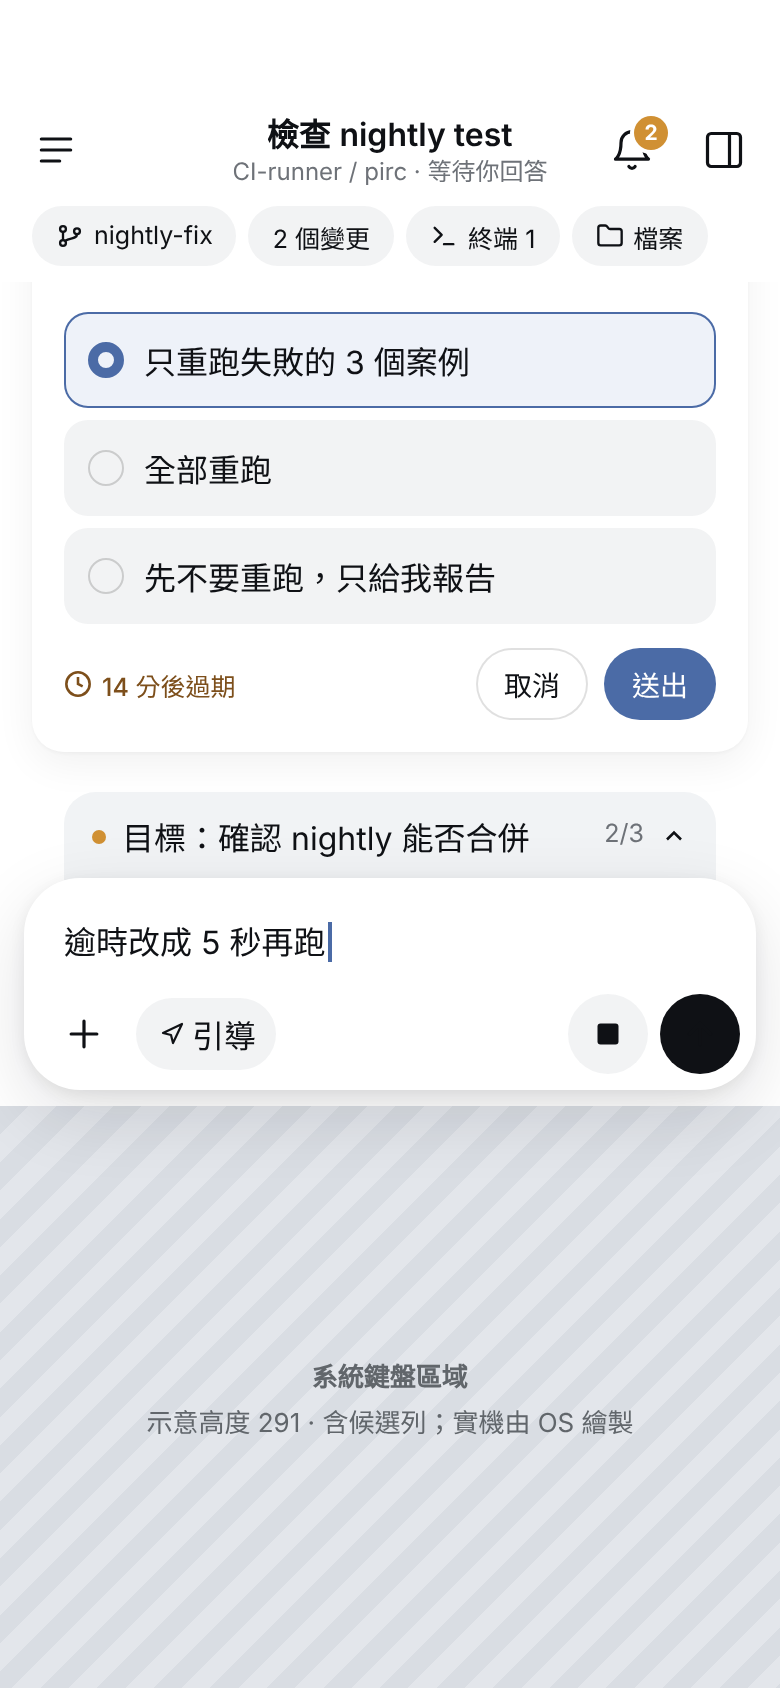 檢查 nightly test
2
CI-runner / pirc · 等待你回答
nightly-fix
2 個變更
終端 1
檔案
只重跑失敗的 3 個案例
全部重跑
先不要重跑，只給我報告
14 分後過期
取消
送出
目標：確認 nightly 能否合併
2/3
逾時改成 5 秒再跑
引導
系統鍵盤區域
示意高度 291 · 含候選列；實機由 OS 繪製